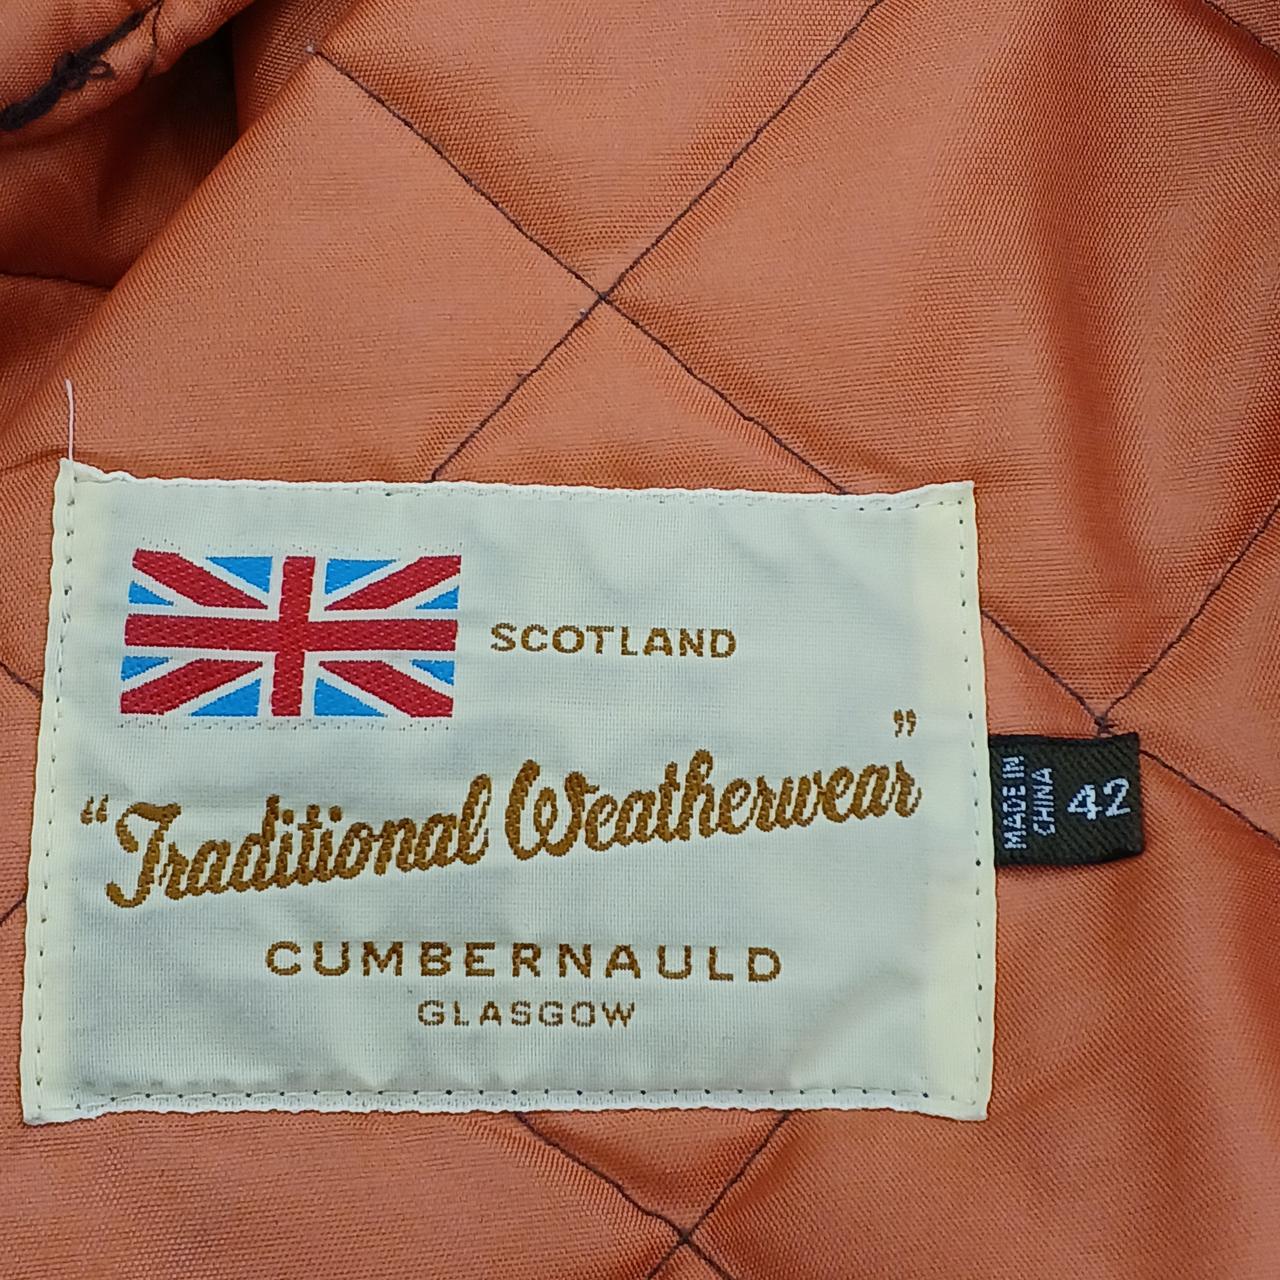 SCOTLAND
"Traditional Weatherwear"
CUMBERNAULD
GLASGOW
MADE IN
CHINA
42